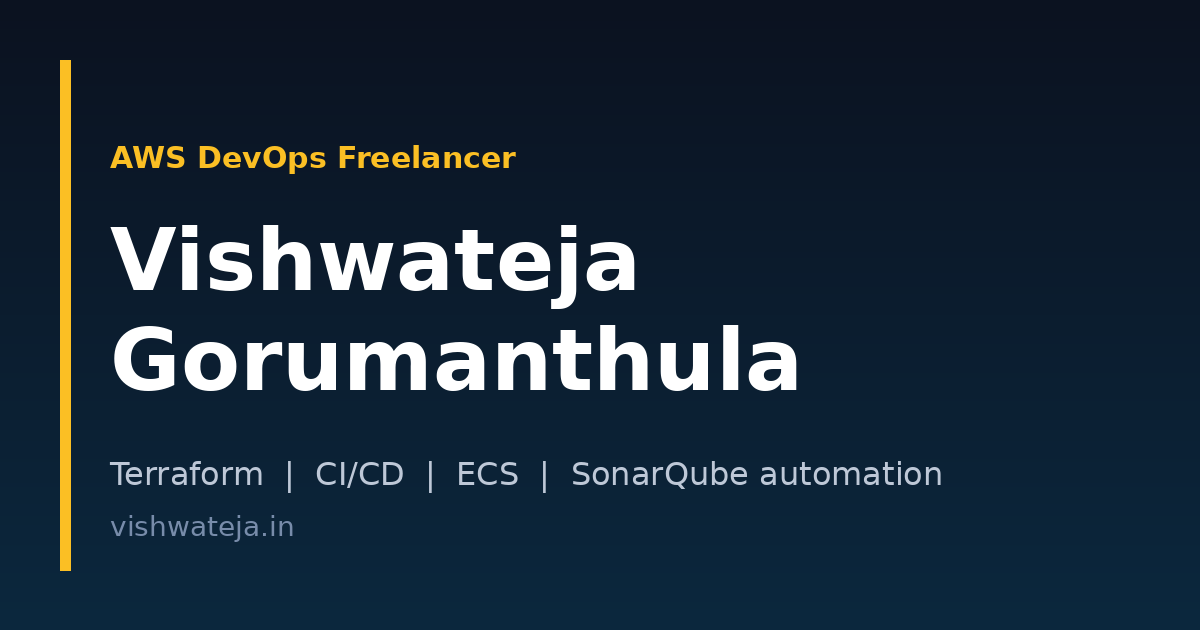 AWS DevOps Freelancer
Vishwateja
Gorumanthula
Terraform | CI/CD | ECS | SonarQube automation
vishwateja.in